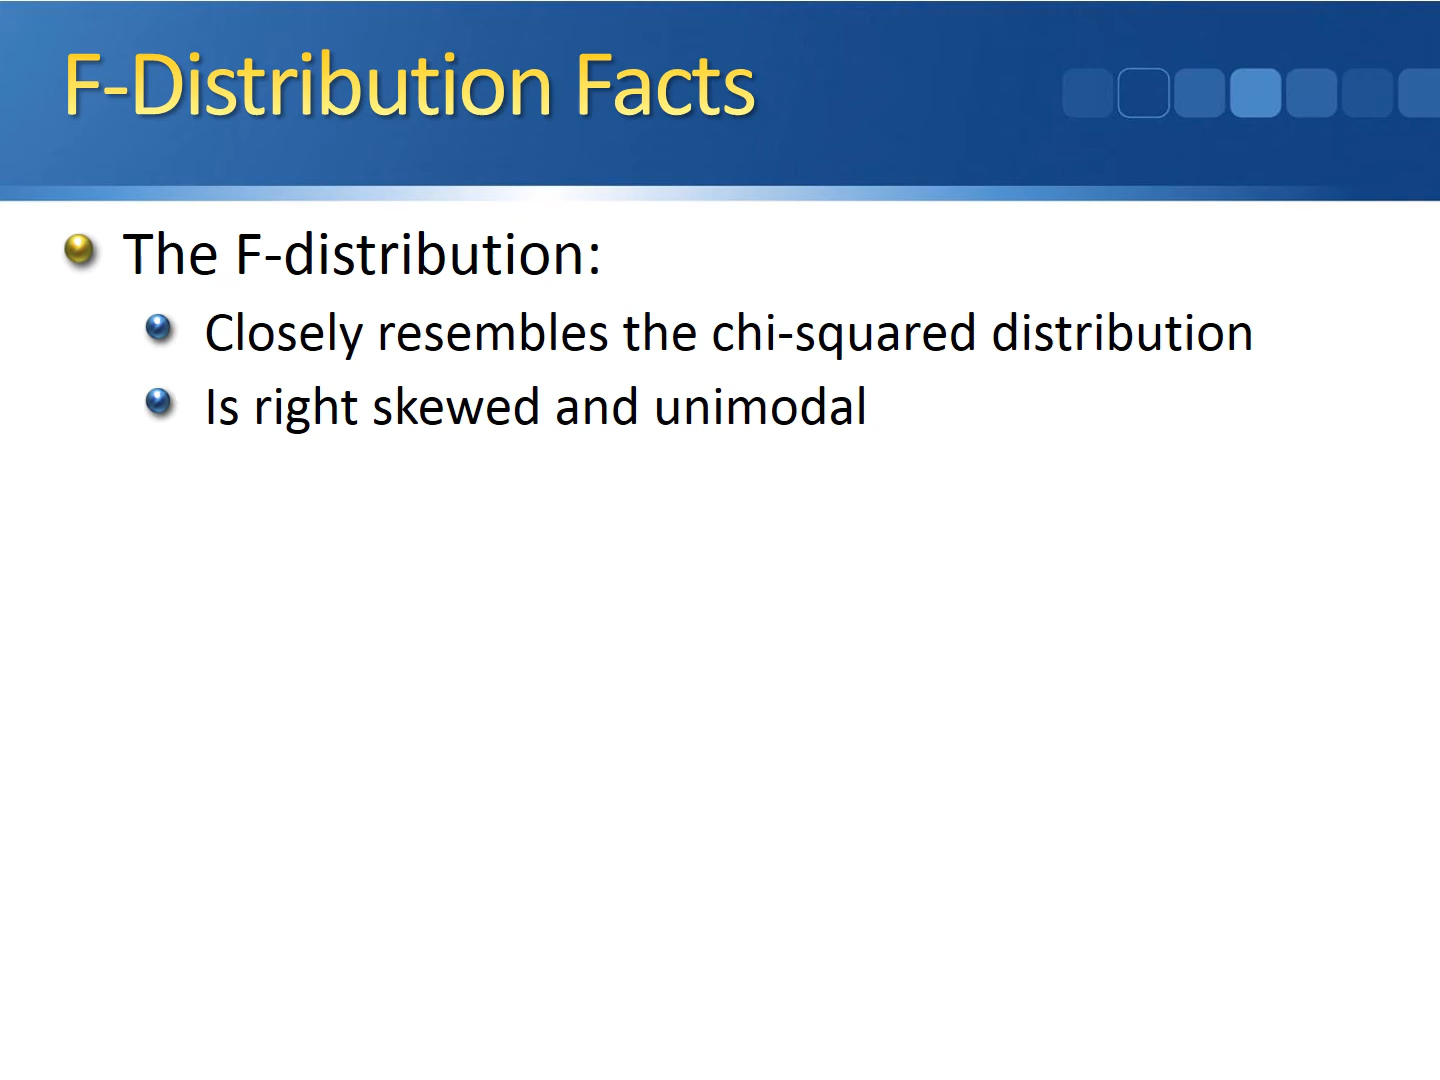 F-Distribution Facts
The F-distribution:
Closely resembles the chi-squared distribution
Is right skewed and unimodal